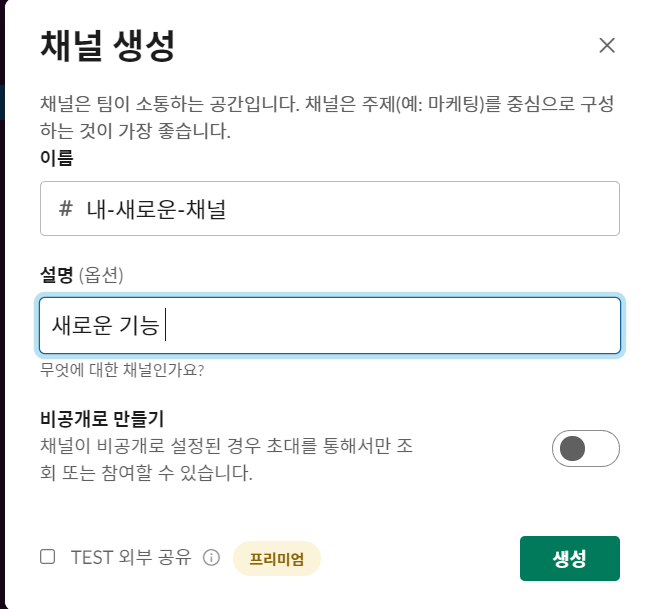 채널 생성
채널은 팀이 소통하는 공간입니다. 채널은 주제(예: 마케팅)를 중심으로 구성
하는 것이 가장 좋습니다.
이름
# 내-새로운-채널
설명 (옵션)
새로운 기능
무엇에 대한 채널인가요?
비공개로 만들기
채널이 비공개로 설정된 경우 초대를 통해서만 조
회 또는 참여할 수 있습니다.
TEST 외부 공유 프리미엄
생성